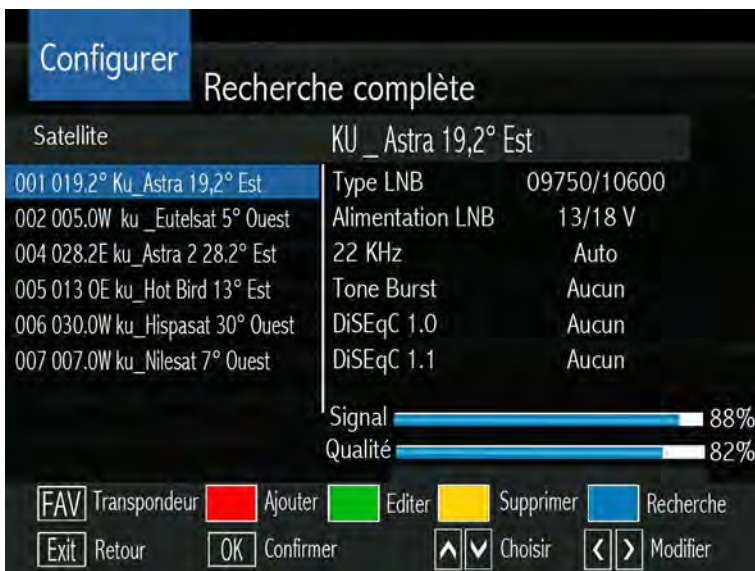 Configurer
Recherche complète
Satellite
KU _ Astra 19,2° Est
001 019.2° Ku_Astra 19,2° Est
002 005.0W ku _Eutelsat 5° Ouest
004 028.2E ku_Astra 2 28.2° Est
005 013 OE ku_Hot Bird 13° Est
006 030.0W ku_Hispasat 30° Ouest
007 007.0W ku_Nilesat 7° Ouest
Type LNB 09750/10600
Alimentation LNB 13/18 V
22 KHz Auto
Tone Burst Aucun
DiSEqC 1.0 Aucun
DiSEqC 1.1 Aucun
Signal 88%
Qualité 82%
FAV Transpondeur Ajouter Editer Supprimer Recherche
Exit Retour OK Confirmer Choisir Modifier